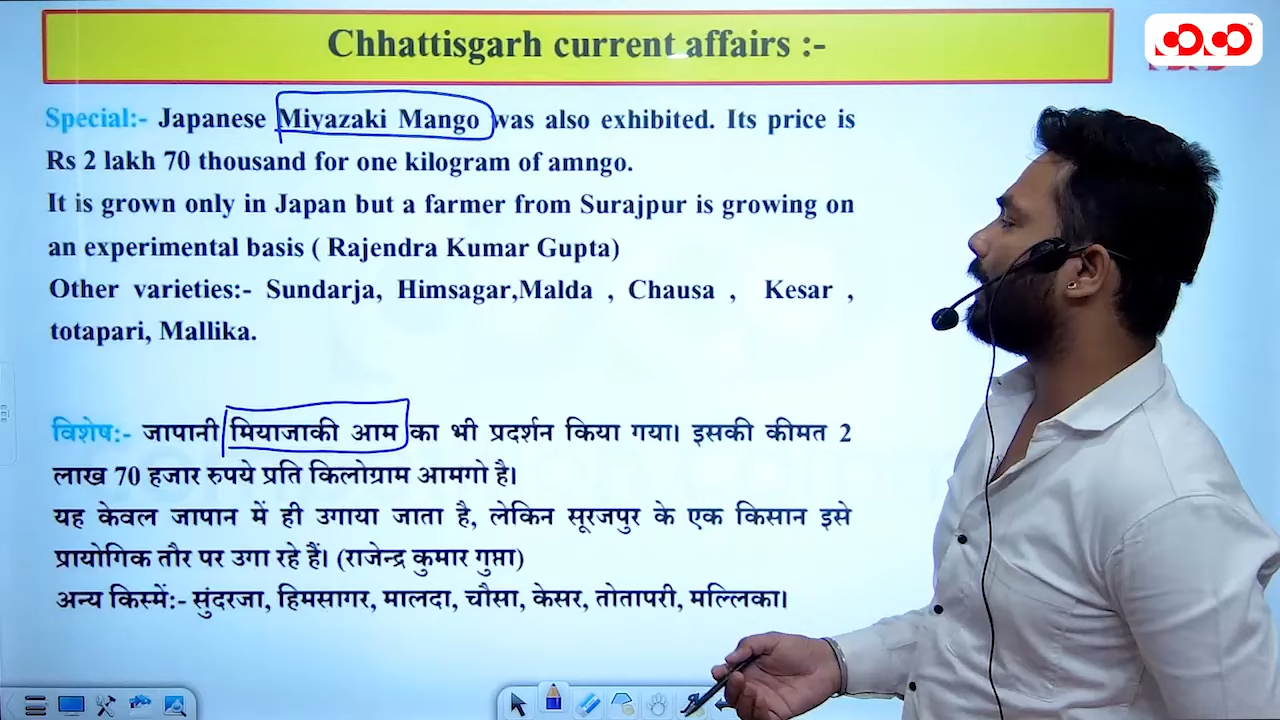 Chhattisgarh current affairs :-
Special:- Japanese Miyazaki Mango was also exhibited. Its price is
Rs 2 lakh 70 thousand for one kilogram of amngo.
It is grown only in Japan but a farmer from Surajpur is growing on
an experimental basis ( Rajendra Kumar Gupta)
Other varieties:- Sundarja, Himsagar,Malda , Chausa , Kesar ,
totapari, Mallika.
विशेष:- जापानी मियाजाकी आम का भी प्रदर्शन किया गया। इसकी कीमत 2
लाख 70 हजार रुपये प्रति किलोग्राम आमगो है।
यह केवल जापान में ही उगाया जाता है, लेकिन सूरजपुर के एक किसान इसे
प्रायोगिक तौर पर उगा रहे हैं। (राजेन्द्र कुमार गुप्ता)
अन्य किस्में:- सुंदरजा, हिमसागर, मालदा, चौसा, केसर, तोतापरी, मल्लिका।